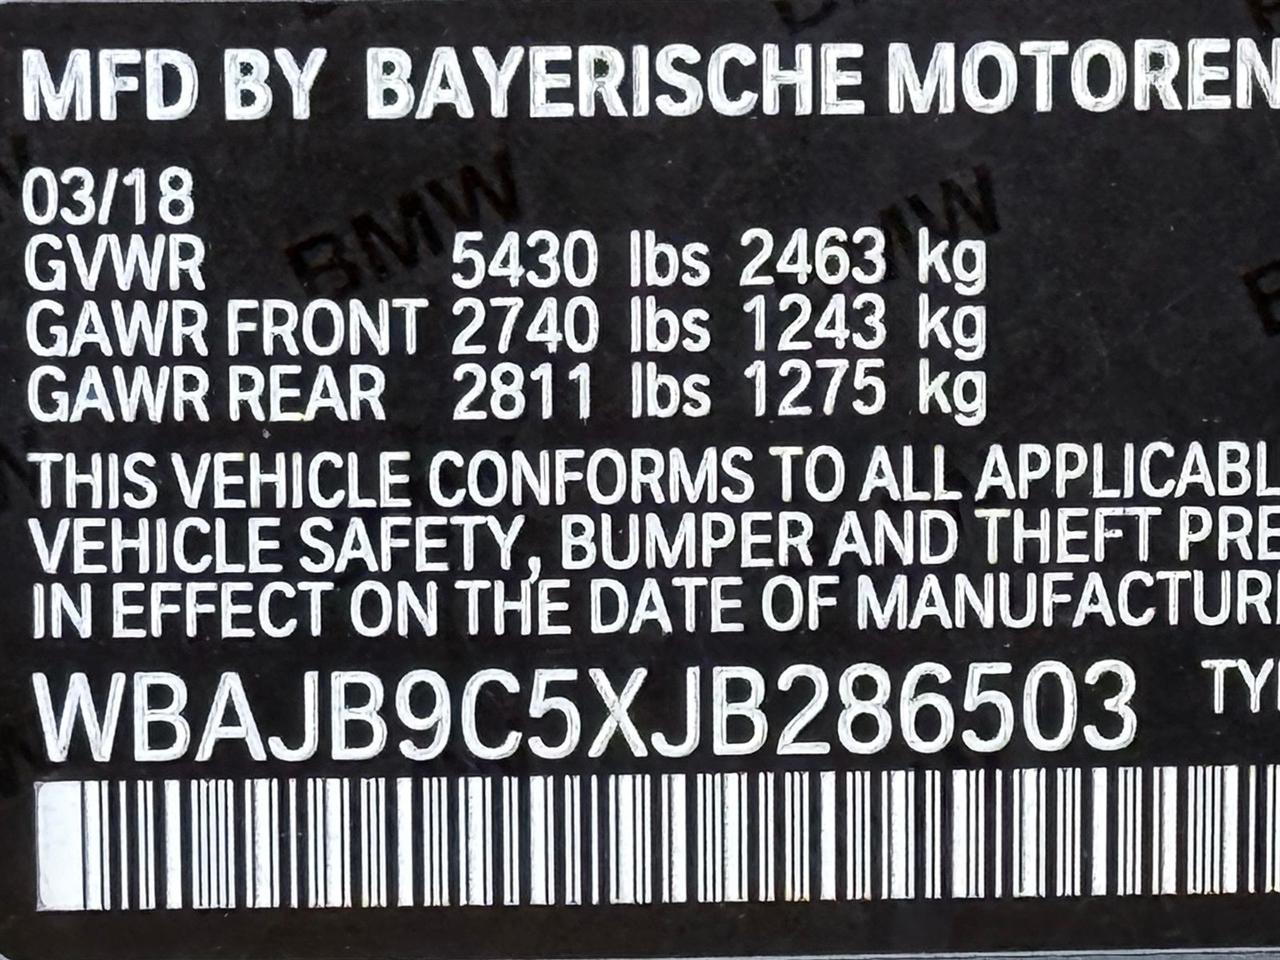 MFD BY BAYERISCHE MOTOREN
03/18
GVWR 5430 lbs 2463 kg
GAWR FRONT 2740 lbs 1243 kg
GAWR REAR 2811 lbs 1275 kg
BMW
THIS VEHICLE CONFORMS TO ALL APPLICABL
VEHICLE SAFETY, BUMPER AND THEFT PRE
IN EFFECT ON THE DATE OF MANUFACTUR
WBAJB9C5XJB286503 TY